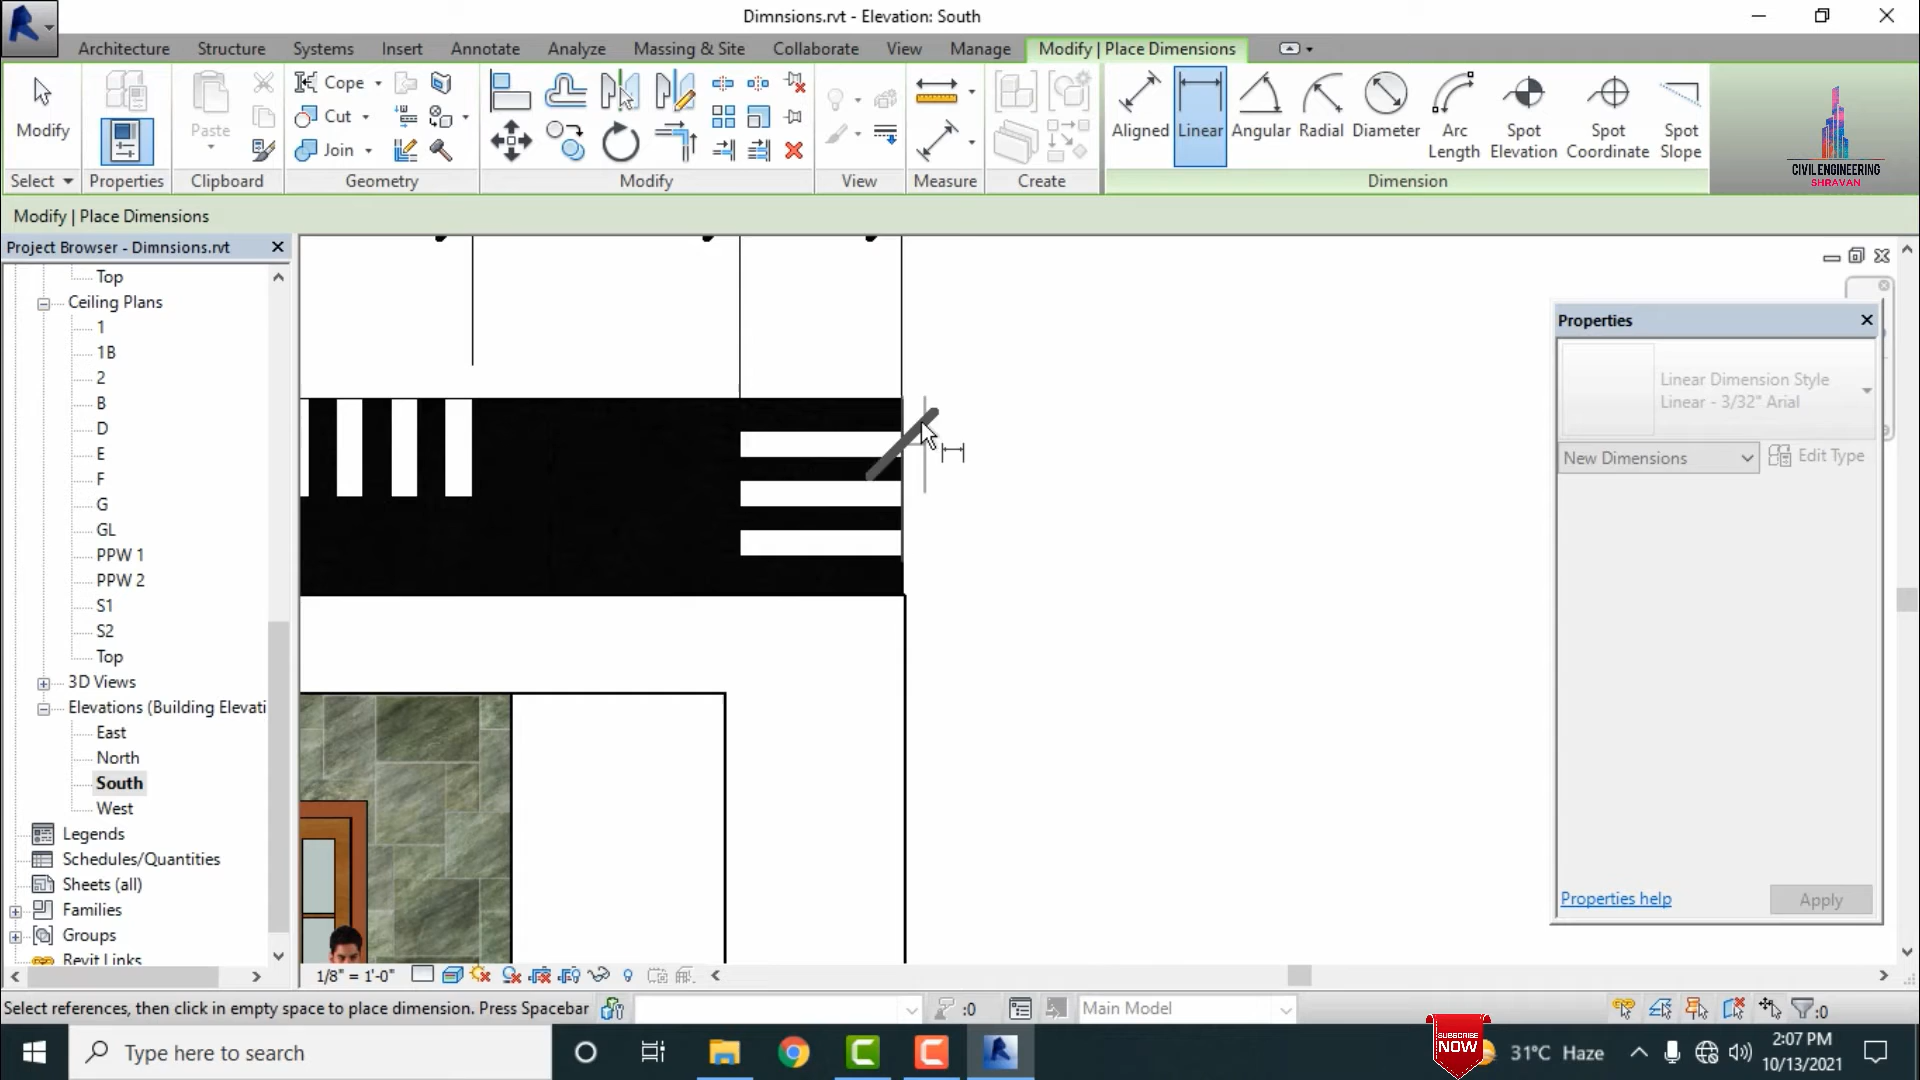 Dimnsions.rvt - Elevation: South
Architecture Structure Systems Insert Annotate Analyze Massing & Site Collaborate View Manage Modify | Place Dimensions
Modify
Paste
Cope
Cut
Join
Aligned Linear Angular Radial Diameter Arc Length Spot Elevation Spot Coordinate Spot Slope
CIVIL ENGINEERING
SHRAVAN
Select Properties Clipboard Geometry Modify View Measure Create Dimension
Modify | Place Dimensions
Project Browser - Dimnsions.rvt
Top
Ceiling Plans
1
1B
2
B
D
E
F
G
GL
PPW 1
PPW 2
S1
S2
Top
3D Views
Elevations (Building Elevati
East
North
South
West
Legends
Schedules/Quantities
Sheets (all)
Families
Groups
Revit Links
Properties
Linear Dimension Style
Linear - 3/32" Arial
New Dimensions
Edit Type
Properties help
Apply
1/8" = 1'-0"
Select references, then click in empty space to place dimension. Press Spacebar
:0
Main Model
:0
Type here to search
SUBSCRIBE
NOW
31°C Haze
2:07 PM
10/13/2021